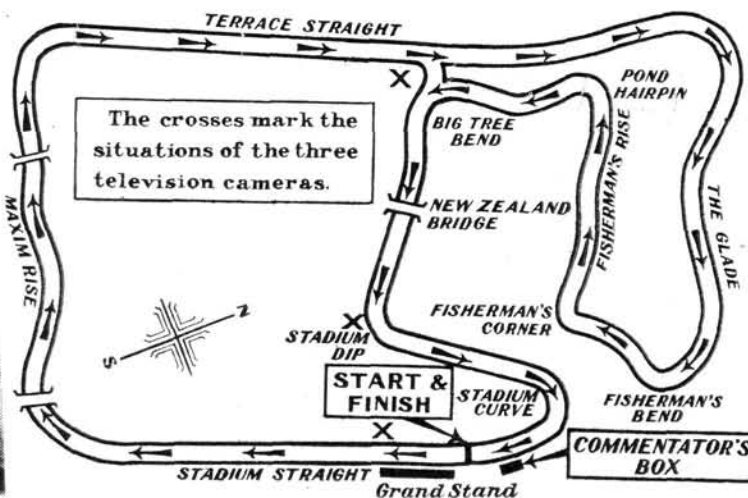 TERRACE STRAIGHT
POND
HAIRPIN
The crosses mark the
situations of the three
television cameras.
BIG TREE
BEND
FISHERMAN'S RISE
NEW ZEALAND
BRIDGE
THE GLADE
MAXIM RISE
N
S
FISHERMAN'S
CORNER
STADIUM
DIP
START &
FINISH
STADIUM
CURVE
FISHERMAN'S
BEND
COMMENTATOR'S
BOX
STADIUM STRAIGHT
Grand Stand